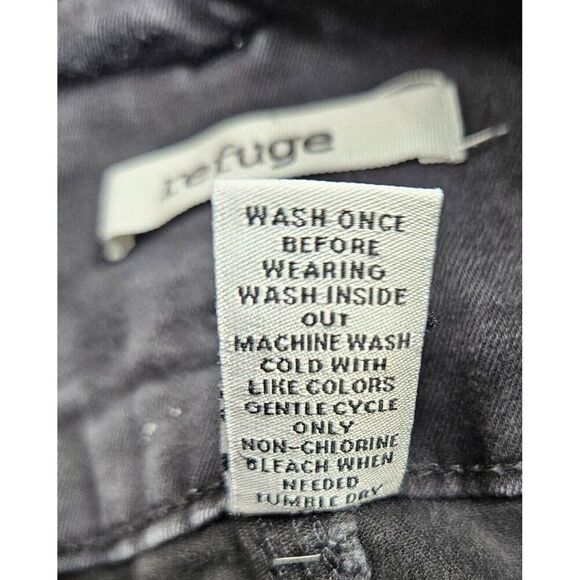 refuge
WASH ONCE
BEFORE
WEARING
WASH INSIDE
OUT
MACHINE WASH
COLD WITH
LIKE COLORS
GENTLE CYCLE
ONLY
NON-CHLORINE
BLEACH WHEN
NEEDED
TUMBLE DRY